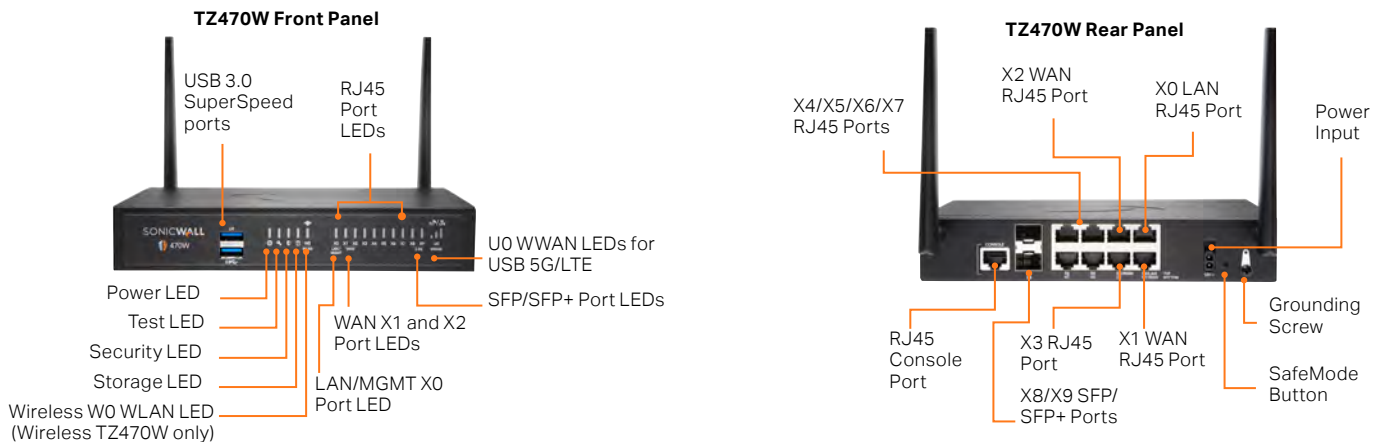 TZ470W Front Panel
USB 3.0
SuperSpeed
ports
RJ45
Port
LEDs
SONICWALL
470W
U0 WWAN LEDs for
USB 5G/LTE
SFP/SFP+ Port LEDs
WAN X1 and X2
Port LEDs
LAN/MGMT X0
Port LED
Power LED
Test LED
Security LED
Storage LED
Wireless W0 WLAN LED
(Wireless TZ470W only)
TZ470W Rear Panel
X4/X5/X6/X7
RJ45 Ports
X2 WAN
RJ45 Port
X0 LAN
RJ45 Port
Power
Input
CONSOLE
RJ45
Console
Port
X3 RJ45
Port
X8/X9 SFP/
SFP+ Ports
X1 WAN
RJ45 Port
Grounding
Screw
SafeMode
Button